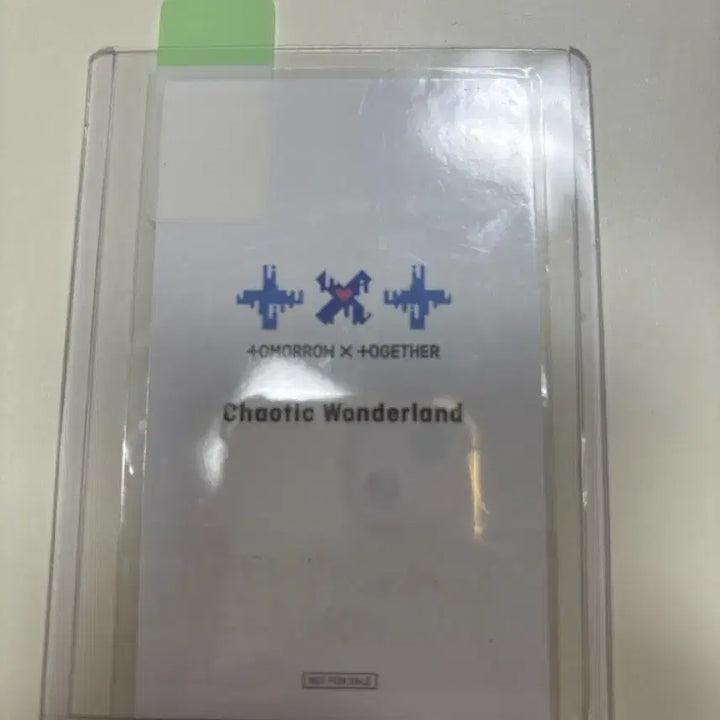 +x+
+OMORROW X +OGETHER
Chaotic Wonderland
NOT FOR SALE